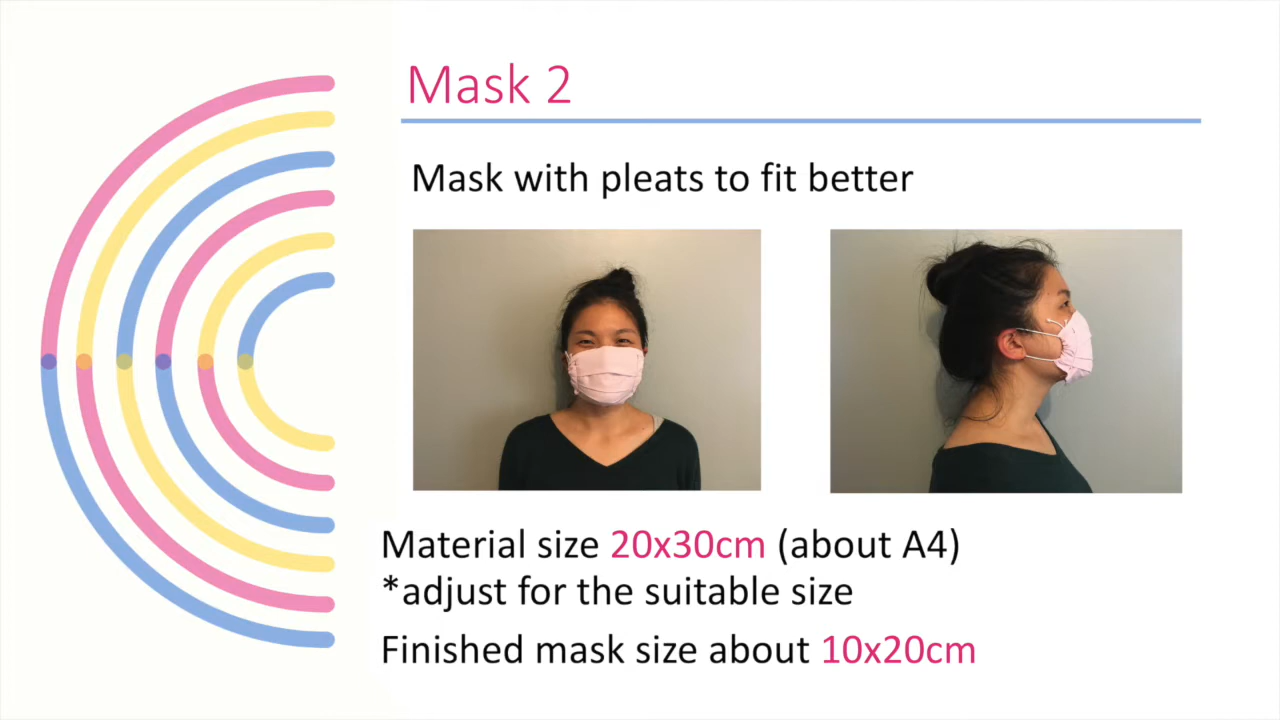 Mask 2
Mask with pleats to fit better
Material size 20x30cm (about A4)
*adjust for the suitable size
Finished mask size about 10x20cm